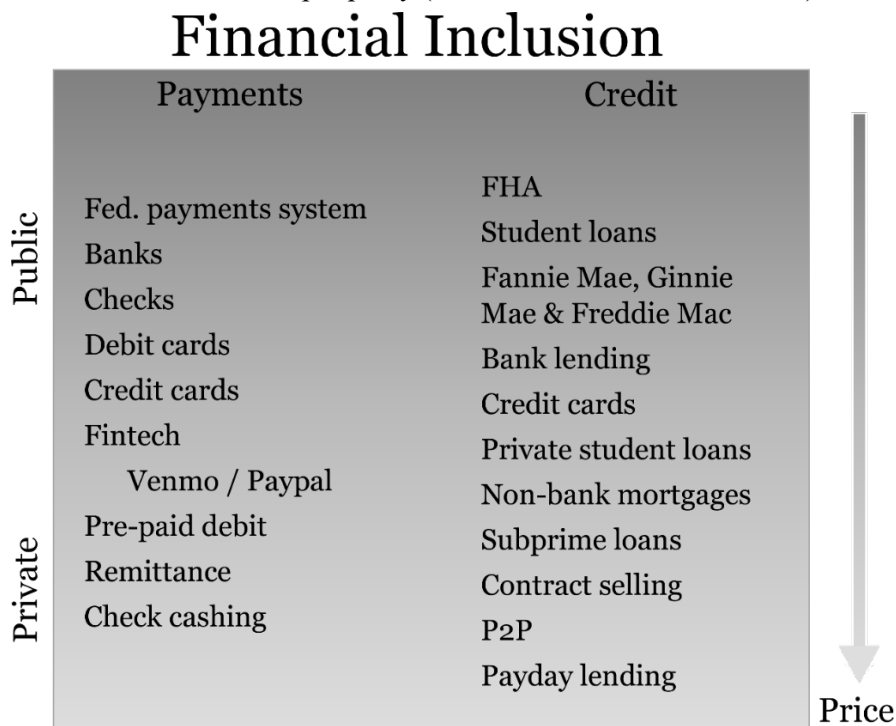 Financial Inclusion
Payments
Credit
Public
Private
Fed. payments system
Banks
Checks
Debit cards
Credit cards
Fintech
Venmo / Paypal
Pre-paid debit
Remittance
Check cashing
FHA
Student loans
Fannie Mae, Ginnie
Mae & Freddie Mac
Bank lending
Credit cards
Private student loans
Non-bank mortgages
Subprime loans
Contract selling
P2P
Payday lending
Price